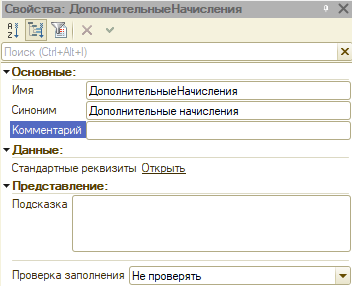 Свойства: ДополнительныеНачисления
Поиск (Ctrl+Alt+I)
Основные:
Имя ДополнительныеНачисления
Синоним Дополнительные начисления
Комментарий
Данные:
Стандартные реквизиты Открыть
Представление:
Подсказка
Проверка заполнения Не проверять